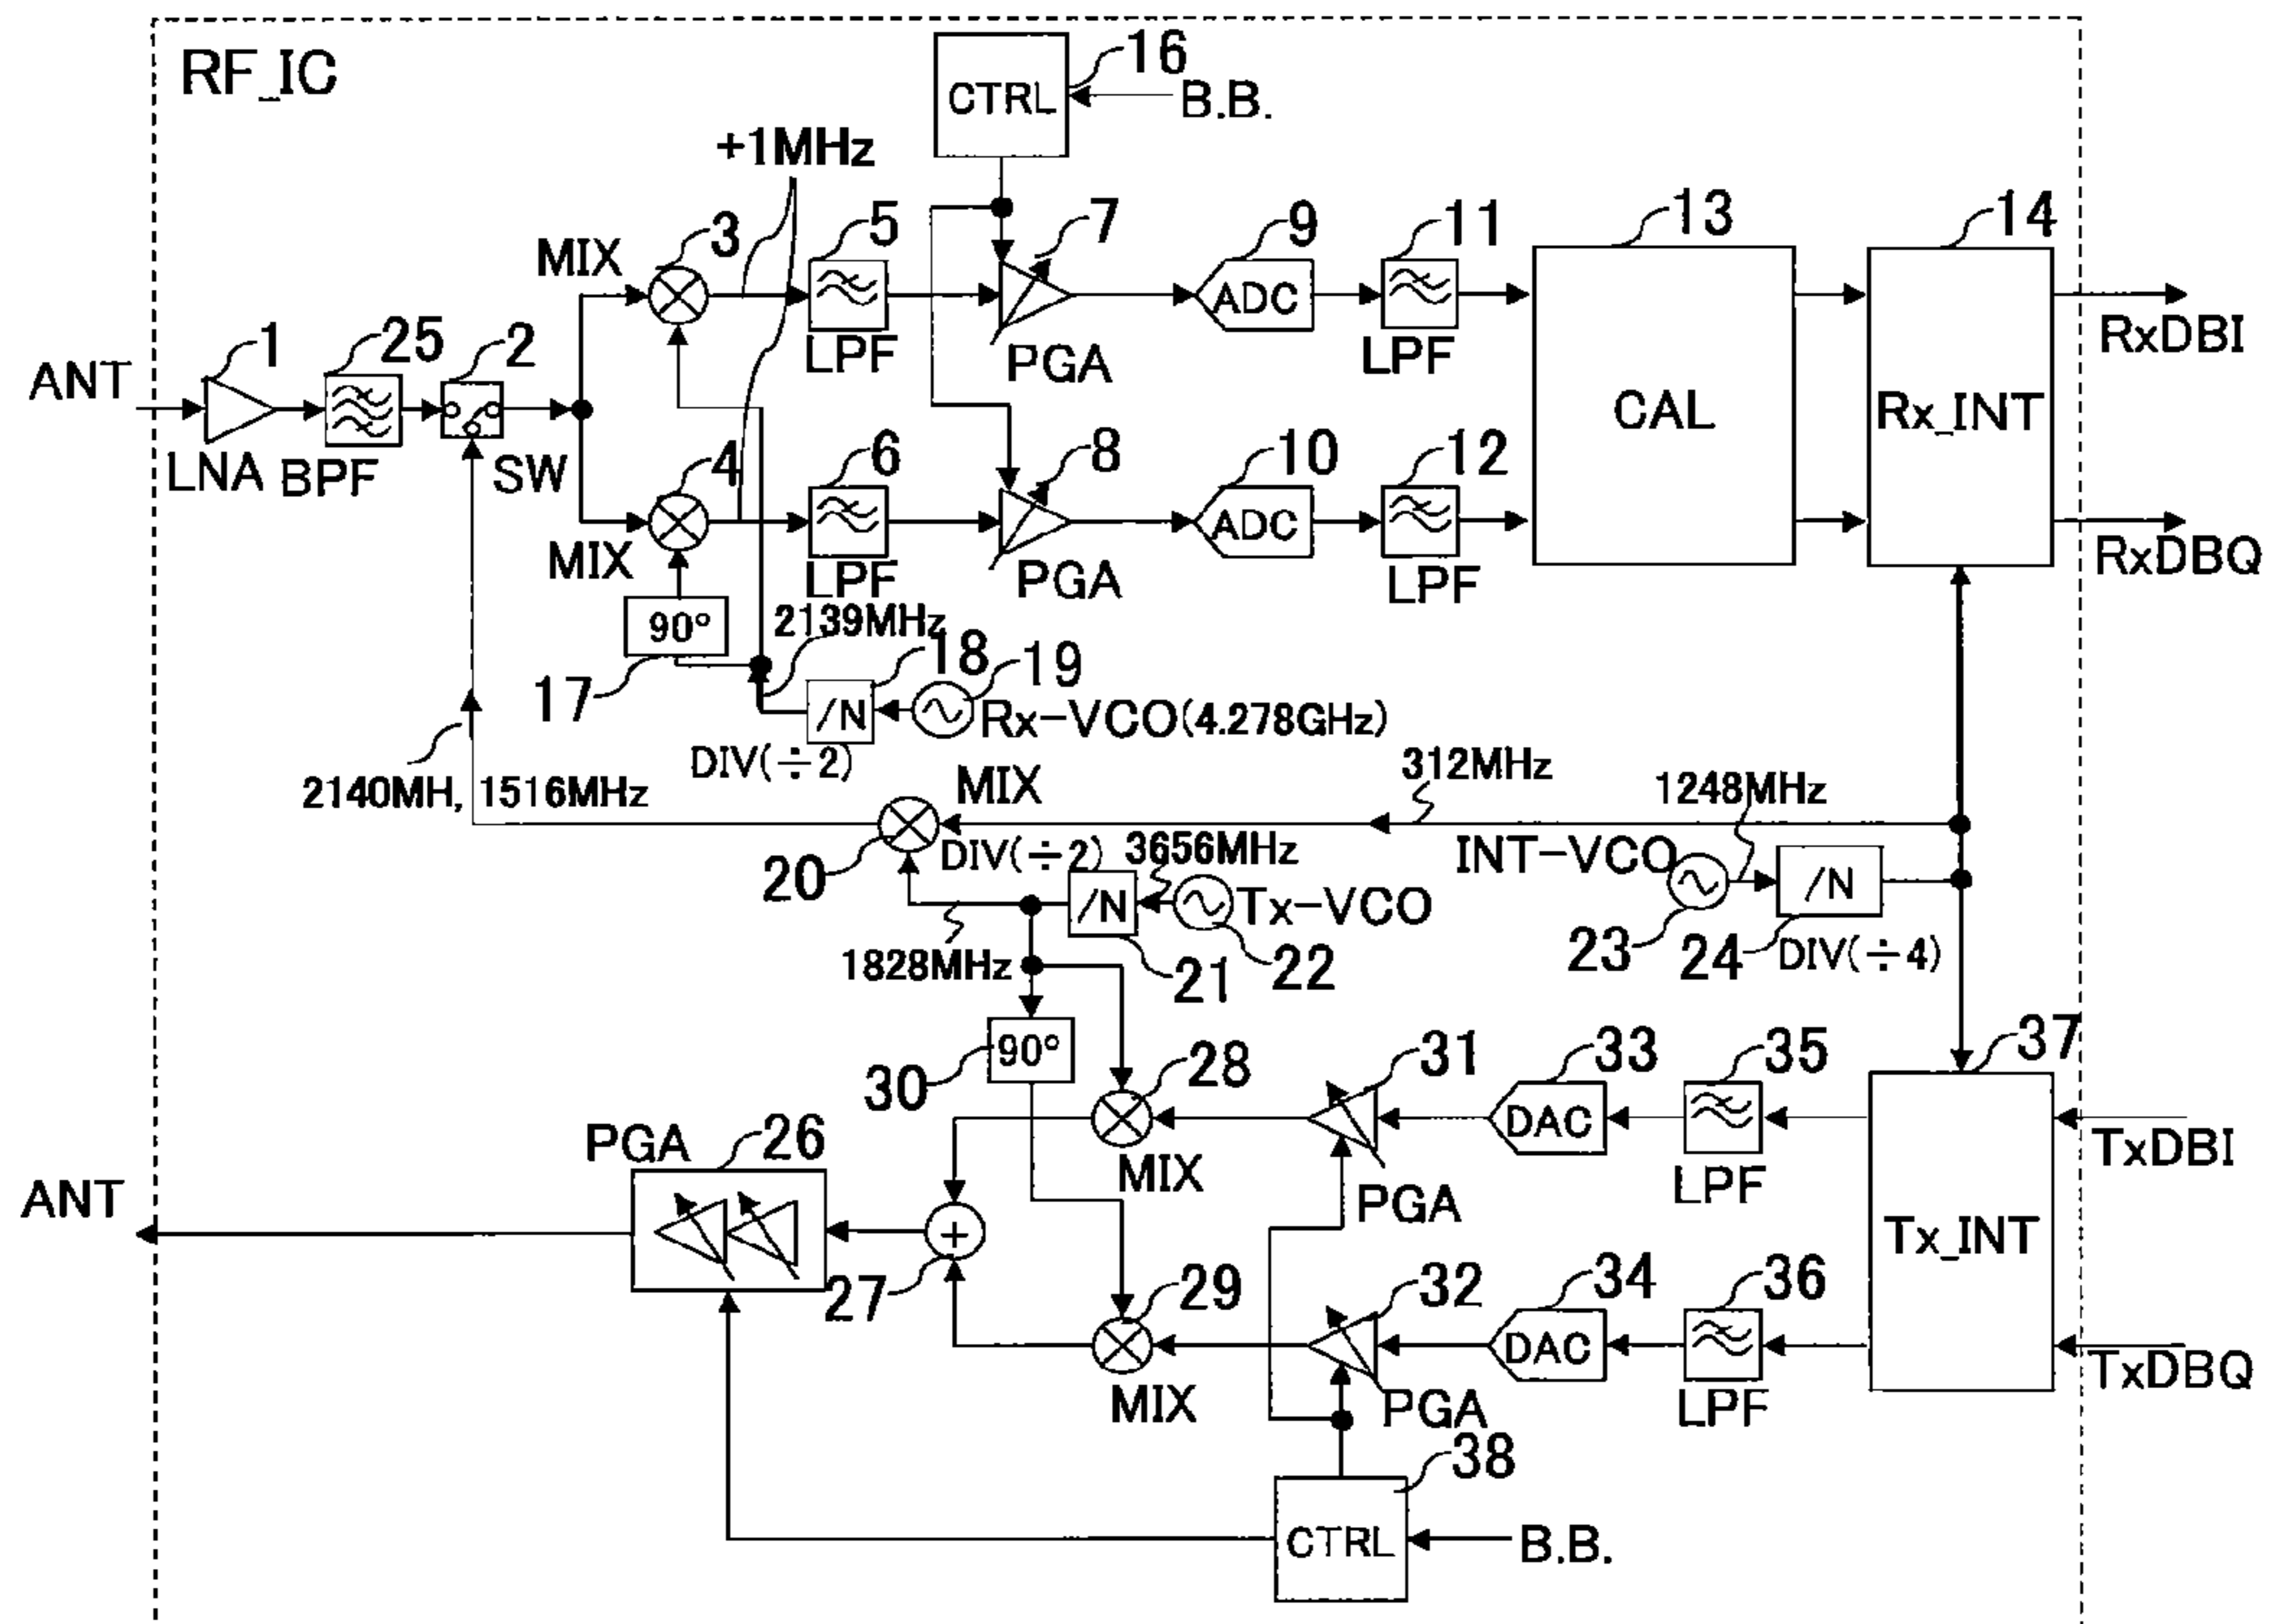 RF_IC
16
CTRL
B.B.
+1MHz
3
5
7
9
11
13
14
MIX
ADC
LPF
PGA
LPF
RxDBI
1
25
2
ANT
LNA
BPF
SW
CAL
Rx_INT
4
6
8
10
12
MIX
ADC
LPF
PGA
LPF
RxDBQ
90°
17
2139MHz
18
19
/N
Rx-VCO(4.278GHz)
DIV(÷2)
2140MH, 1516MHz
MIX
312MHz
1248MHz
20
DIV(÷2)
3656MHz
INT-VCO
/N
Tx-VCO
/N
1828MHz
21
22
23
24
DIV(÷4)
90°
30
28
31
33
35
37
DAC
MIX
PGA
LPF
TxDBI
PGA
26
ANT
+
27
Tx_INT
29
32
34
36
DAC
MIX
PGA
LPF
TxDBQ
38
CTRL
B.B.